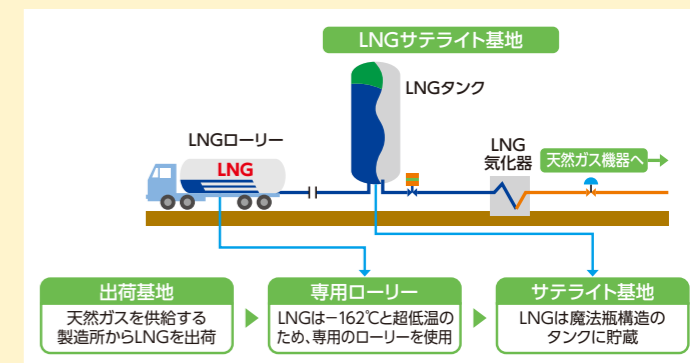 LNGサテライト基地
LNGタンク
LNGローリー
LNG
LNG
気化器
天然ガス機器へ
出荷基地
天然ガスを供給する
製造所からLNGを出荷
専用ローリー
LNGは−162℃と超低温の
ため、専用のローリーを使用
サテライト基地
LNGは魔法瓶構造の
タンクに貯蔵